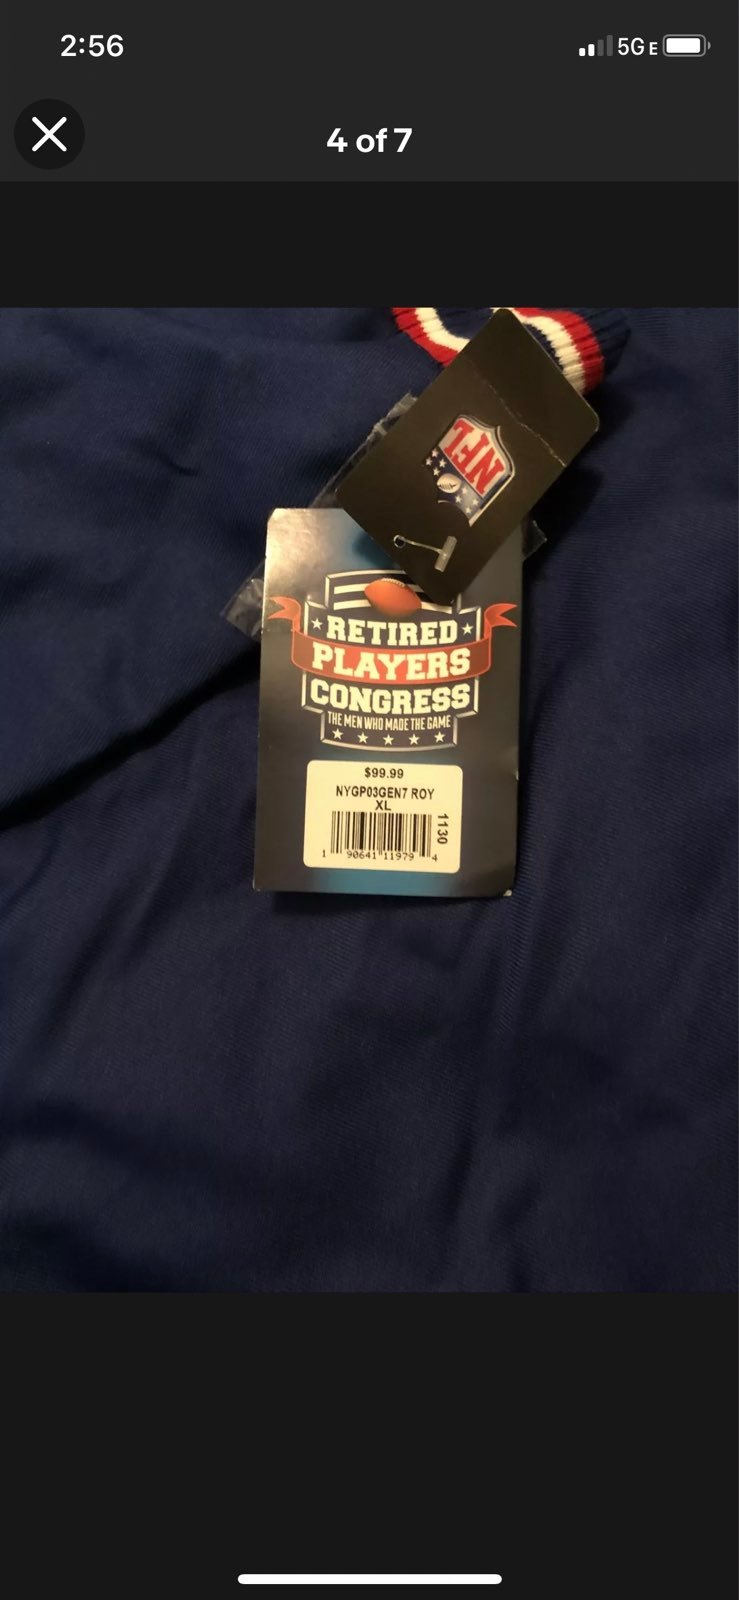 2:56
5G E
4 of 7
NFL
RETIRED
PLAYERS
CONGRESS
THE MEN WHO MADE THE GAME
$99.99
NYGP03GEN7 ROY
XL
1130
1 90641 11979 4